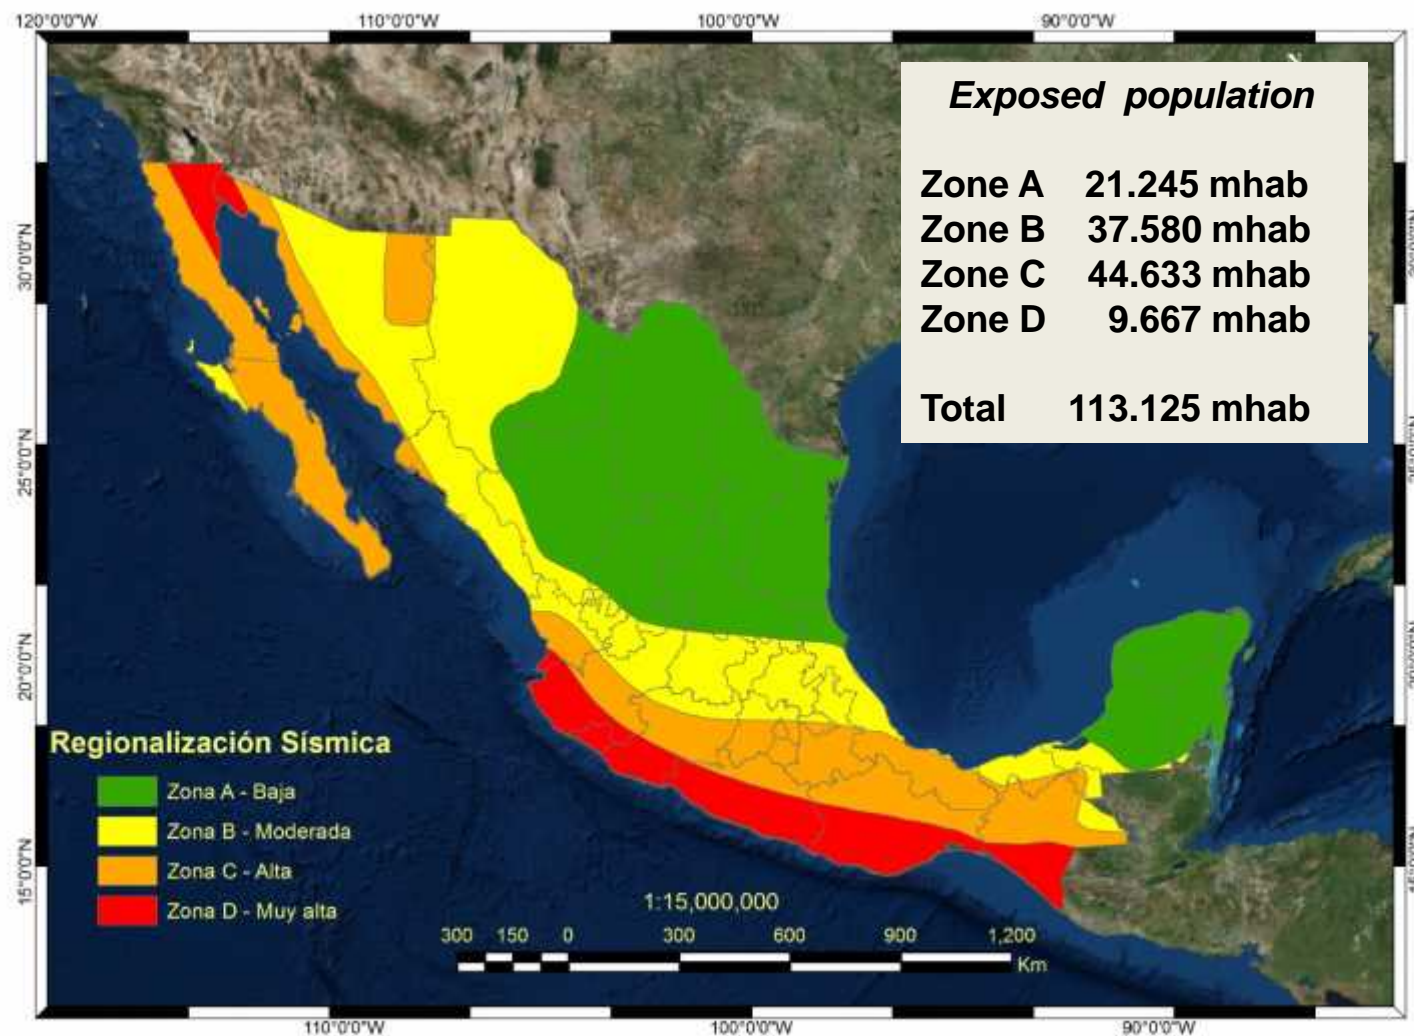 120°0'0"W 110°0'0"W 100°0'0"W 90°0'0"W
Exposed population
Zone A 21.245 mhab
Zone B 37.580 mhab
Zone C 44.633 mhab
Zone D 9.667 mhab
Total 113.125 mhab
30°0'0"N
25°0'0"N
20°0'0"N
15°0'0"N
Regionalización Sísmica
Zona A - Baja
Zona B - Moderada
Zona C - Alta
Zona D - Muy alta
1:15,000,000
300 150 0 300 600 900 1,200
Km
110°0'0"W 100°0'0"W 90°0'0"W